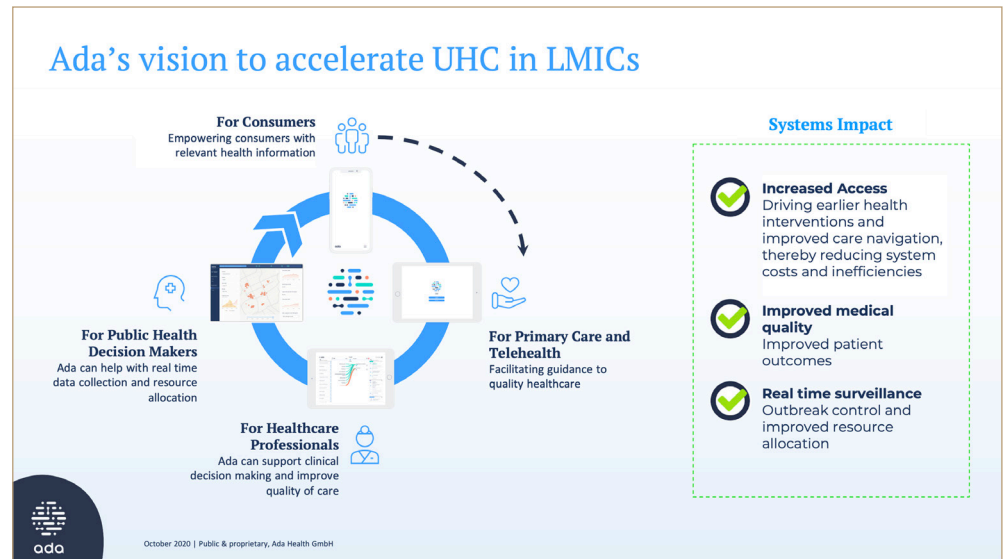 Ada's vision to accelerate UHC in LMICs
For Consumers
Empowering consumers with
relevant health information
For Public Health
Decision Makers
Ada can help with real time
data collection and resource
allocation
For Primary Care and
Telehealth
Facilitating guidance to
quality healthcare
For Healthcare
Professionals
Ada can support clinical
decision making and improve
quality of care
Systems Impact
Increased Access
Driving earlier health
interventions and
improved care navigation,
thereby reducing system
costs and inefficiencies
Improved medical
quality
Improved patient
outcomes
Real time surveillance
Outbreak control and
improved resource
allocation
ada
October 2020 | Public & proprietary, Ada Health GmbH